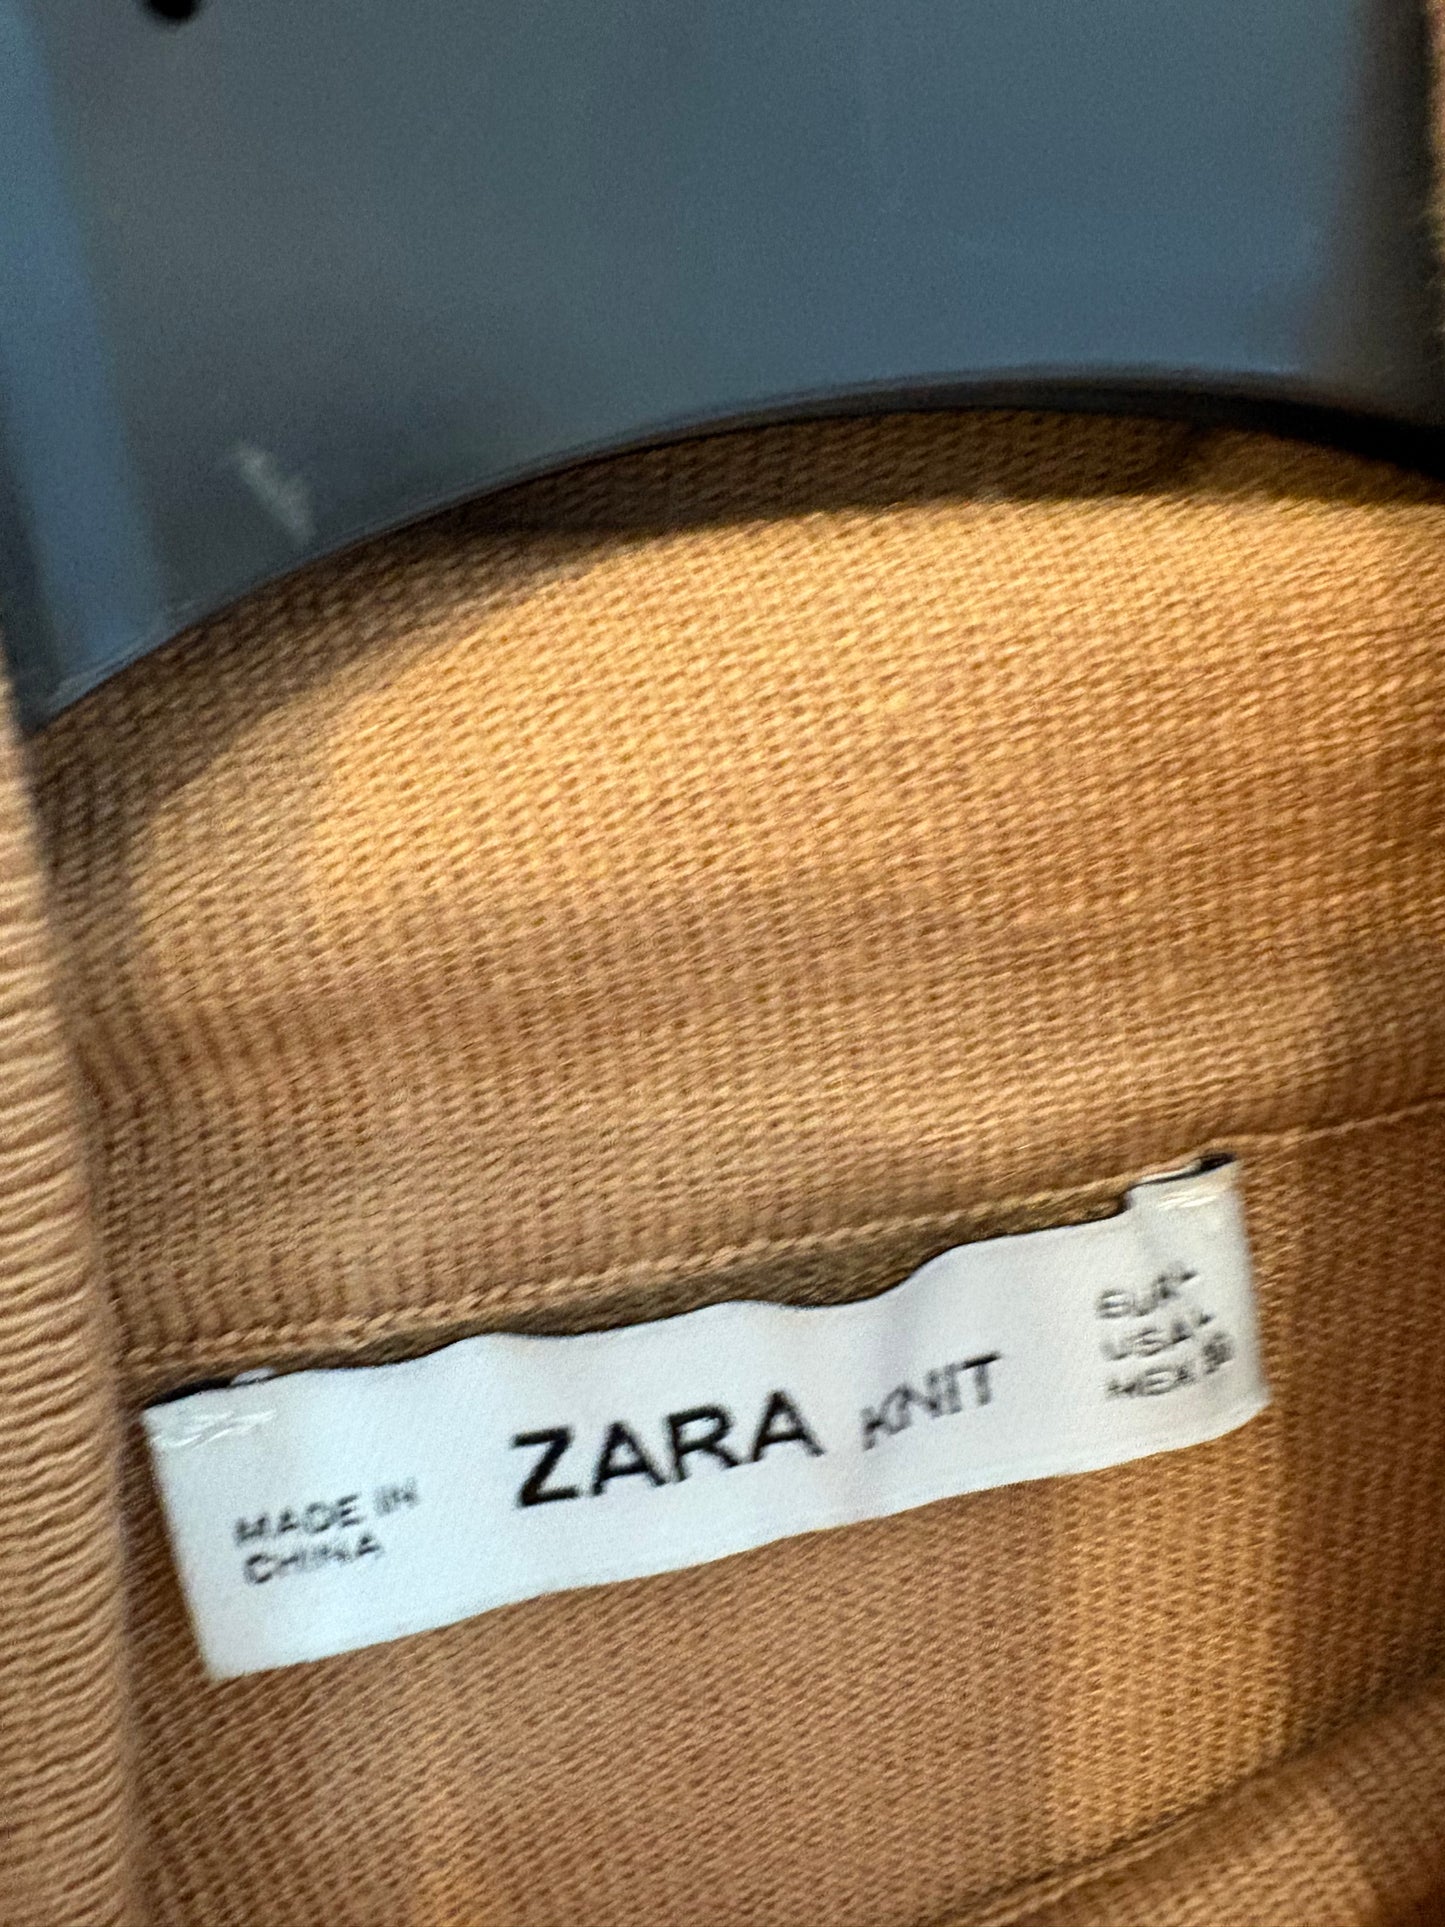 MADE IN
CHINA
ZARA KNIT
EUR L
USA L
MEX